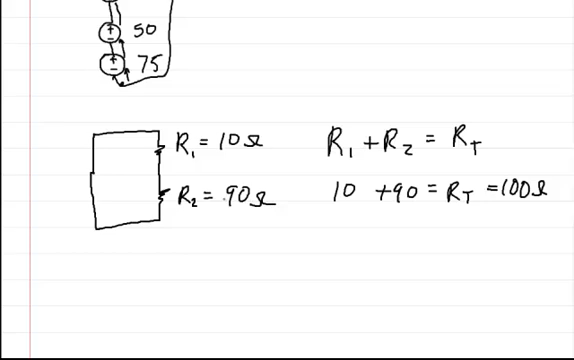 50
75
R₁ = 10Ω
R₁ + R₂ = R_T
R₂ = 90Ω
10 + 90 = R_T = 100Ω